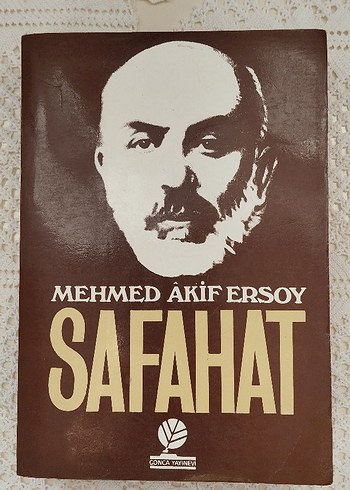 MEHMED ÂKİF ERSOY
SAFAHAT
GONCA YAYINEVİ